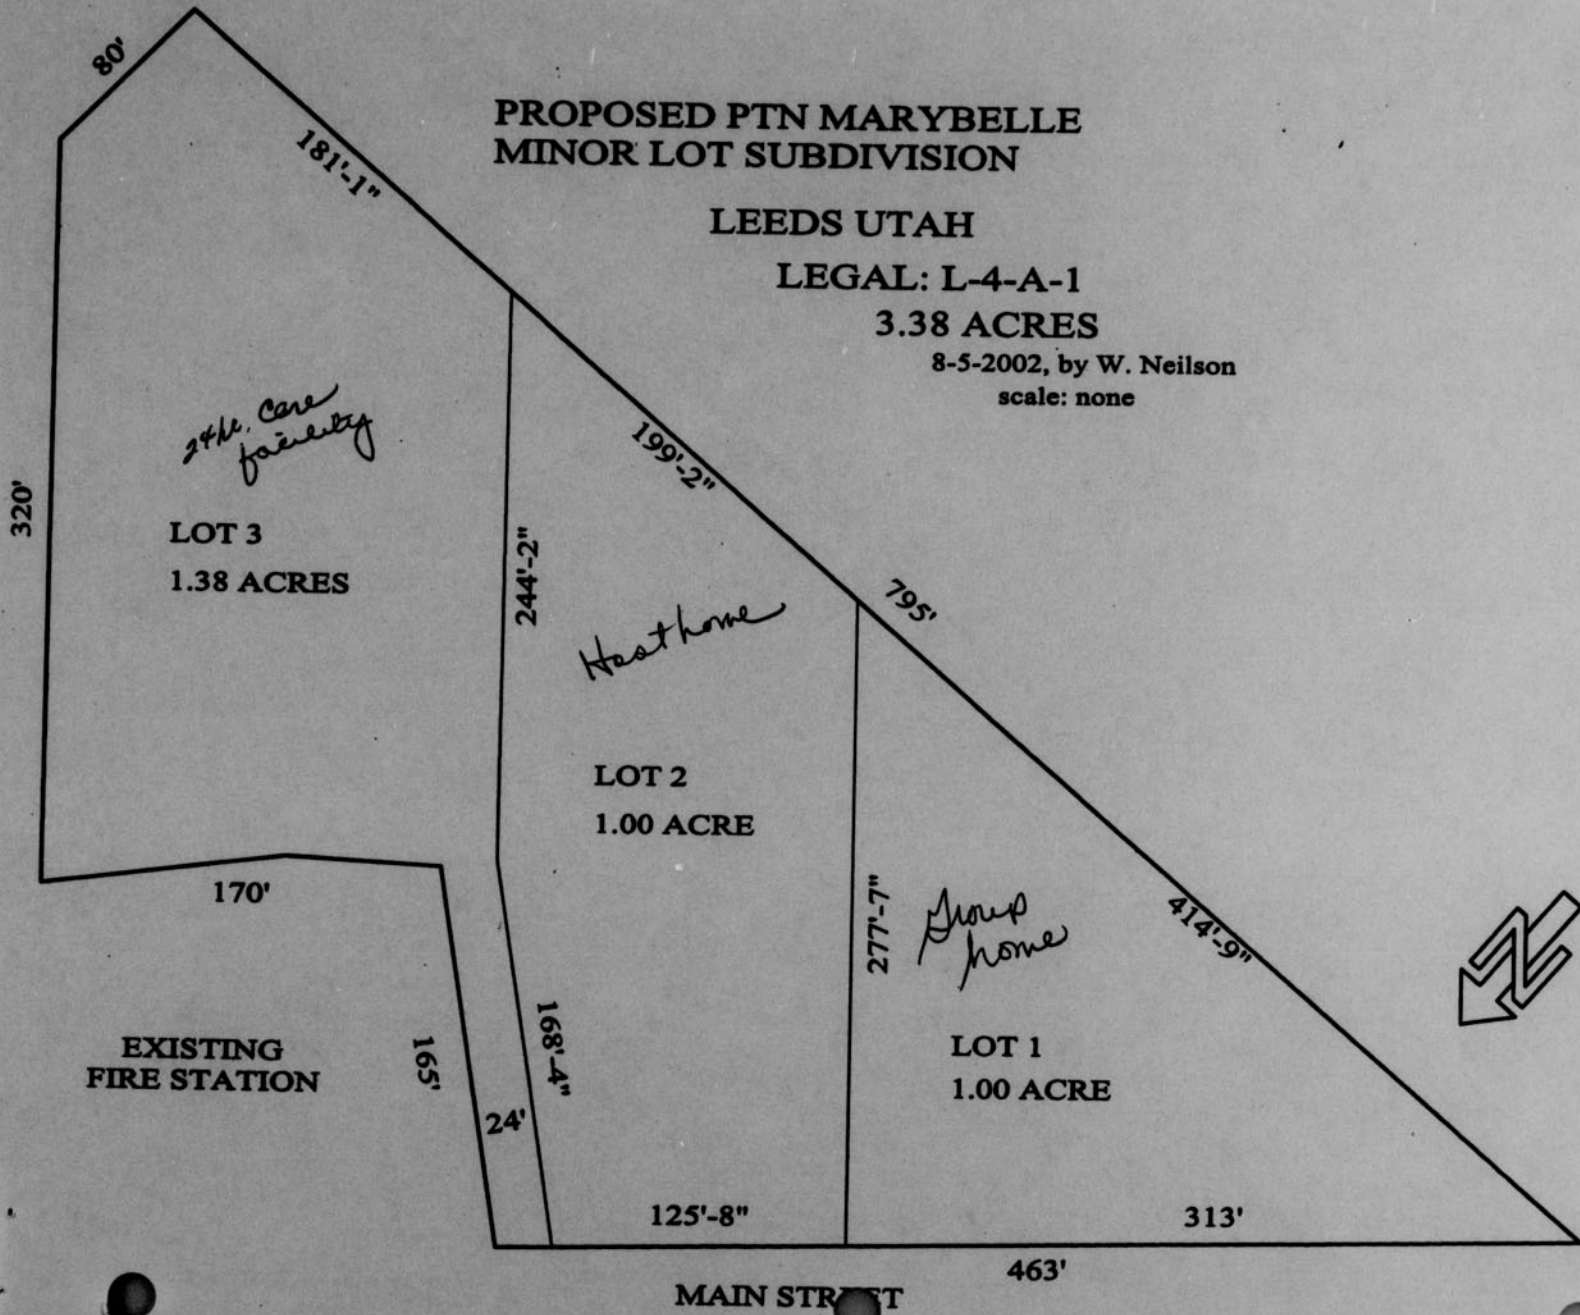 80'
PROPOSED PTN MARYBELLE
MINOR LOT SUBDIVISION
181'-1"
LEEDS UTAH
LEGAL: L-4-A-1
3.38 ACRES
8-5-2002, by W. Neilson
scale: none
24hr. Care
facility
199'-2"
320'
LOT 3
1.38 ACRES
244'-2"
795'
Host home
LOT 2
1.00 ACRE
170'
277'-7"
Group
home
414'-9"
N
EXISTING
FIRE STATION
165'
168'-4"
LOT 1
1.00 ACRE
24'
125'-8"
313'
463'
MAIN STREET